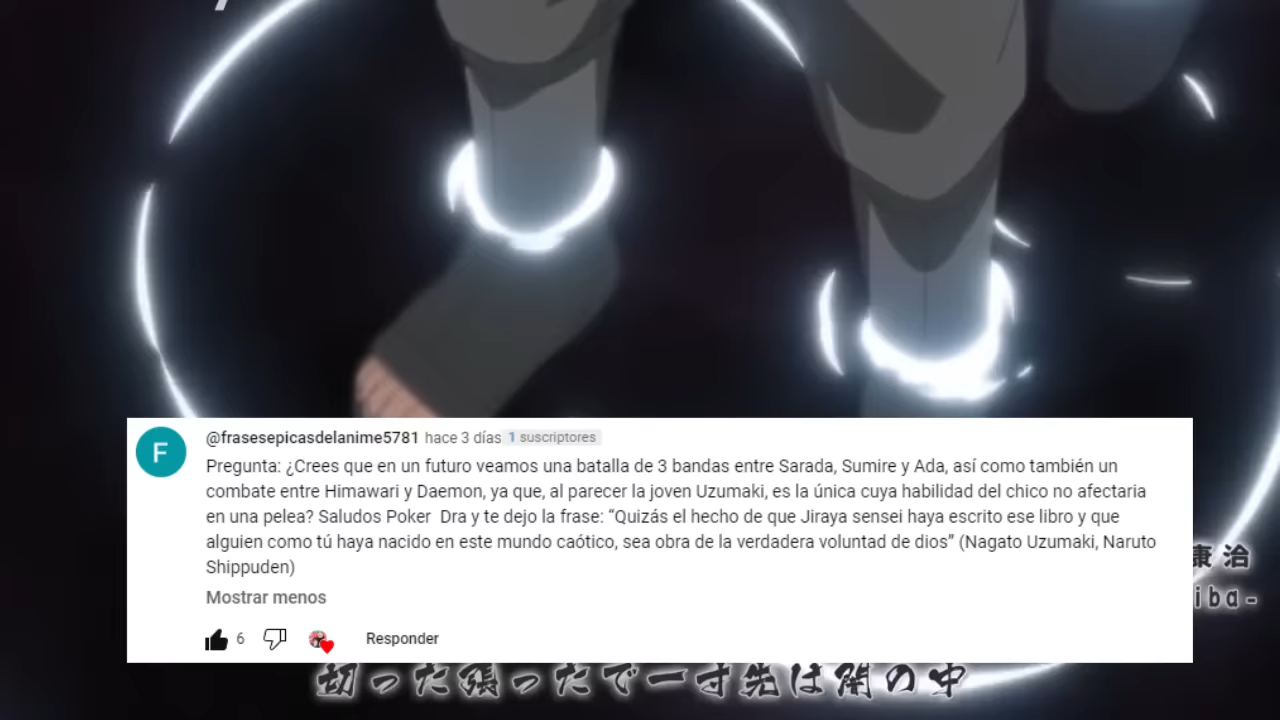 @frasesepicasdelanime5781 hace 3 días 1 suscriptores
Pregunta: ¿Crees que en un futuro veamos una batalla de 3 bandas entre Sarada, Sumire y Ada, así como también un
combate entre Himawari y Daemon, ya que, al parecer la joven Uzumaki, es la única cuya habilidad del chico no afectaria
en una pelea? Saludos Poker  Dra y te dejo la frase: “Quizás el hecho de que Jiraya sensei haya escrito ese libro y que
alguien como tú haya nacido en este mundo caótico, sea obra de la verdadera voluntad de dios” (Nagato Uzumaki, Naruto
Shippuden)
Mostrar menos
6 Responder
康治
iba-
切った張ったで一寸先は闇の中